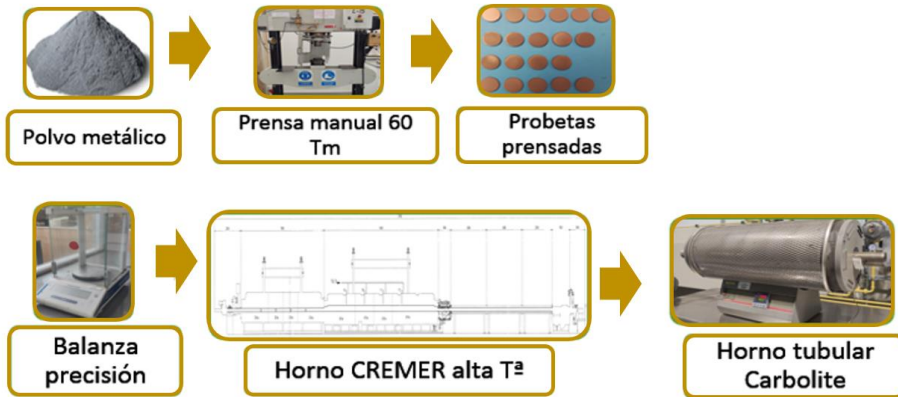 Polvo metálico
Prensa manual 60
Tm
Probetas
prensadas
Balanza
precisión
Horno CREMER alta Tª
Horno tubular
Carbolite